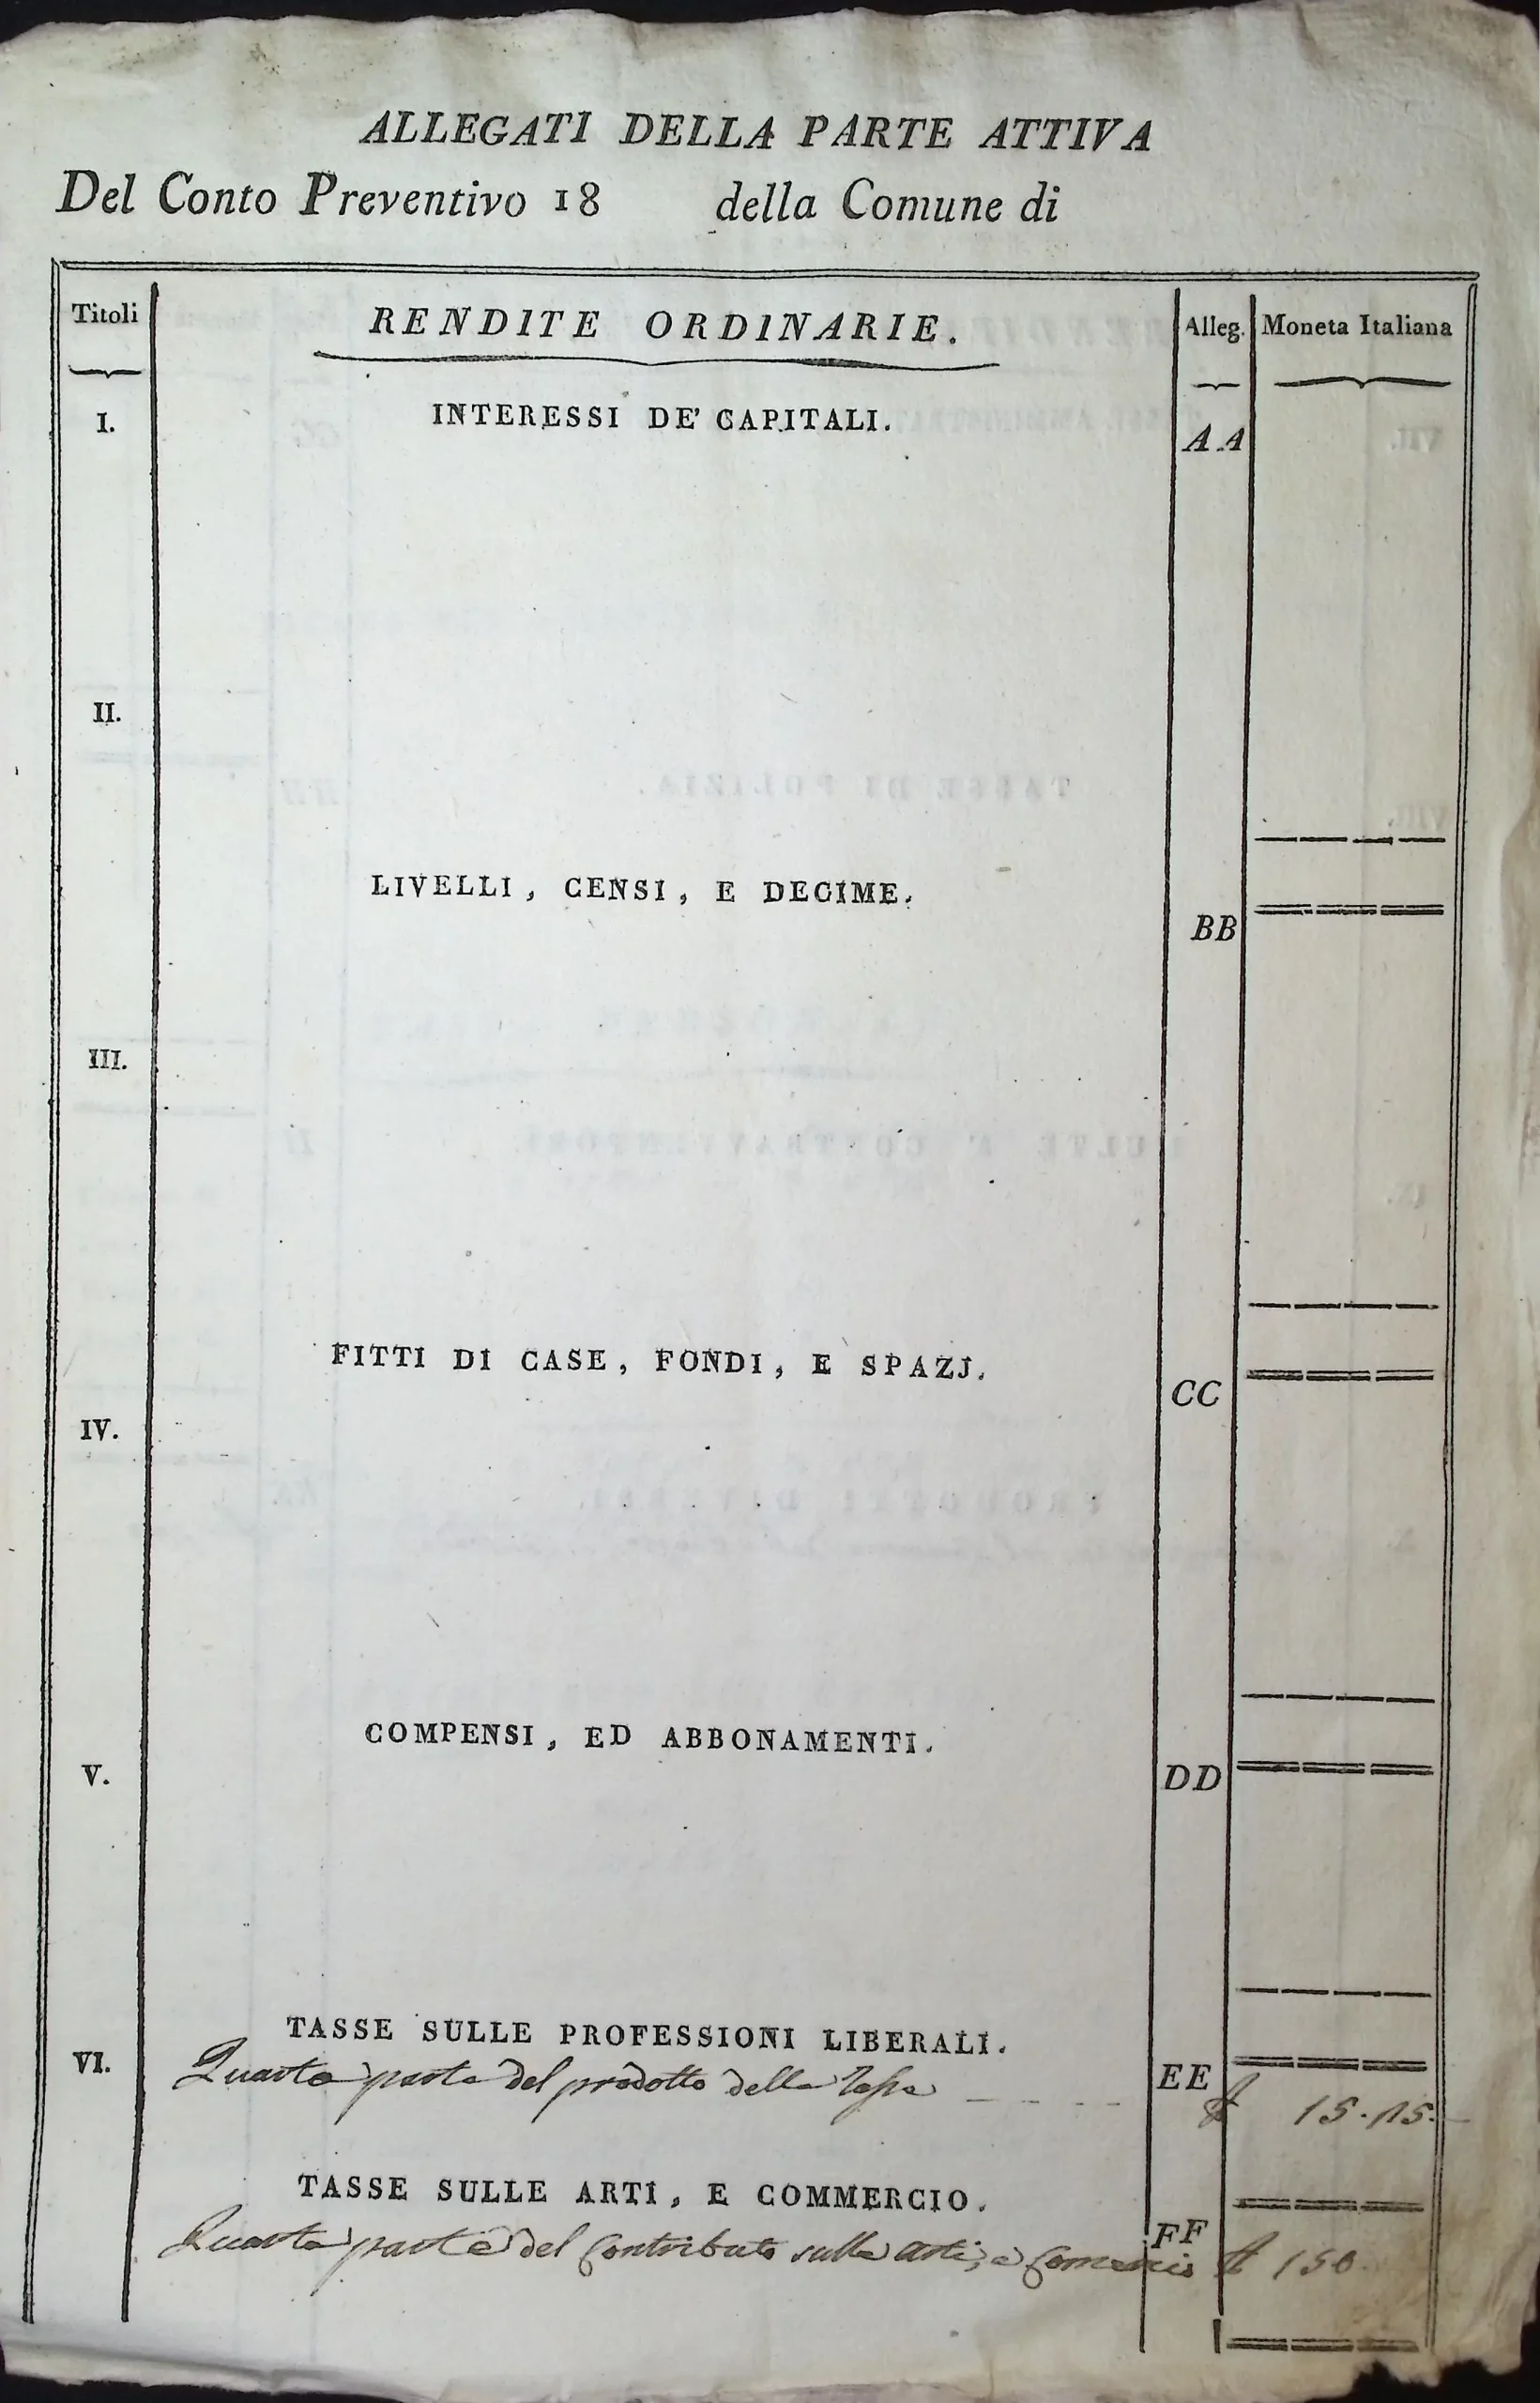 ALLEGATI DELLA PARTE ATTIVA
Del Conto Preventivo 18 della Comune di
Titoli RENDITE ORDINARIE. Alleg. Moneta Italiana
I. INTERESSI DE' CAPITALI. AA
II.
LIVELLI, CENSI, E DECIME. BB
III.
FITTI DI CASE, FONDI, E SPAZJ. CC
IV.
COMPENSI, ED ABBONAMENTI. DD
V.
TASSE SULLE PROFESSIONI LIBERALI.
VI. EE
Quarta parte del prodotto della Tassa 15.15.
TASSE SULLE ARTI, E COMMERCIO.
FF
Quarta parte del Contributo sulle arti, e Comercio 150.